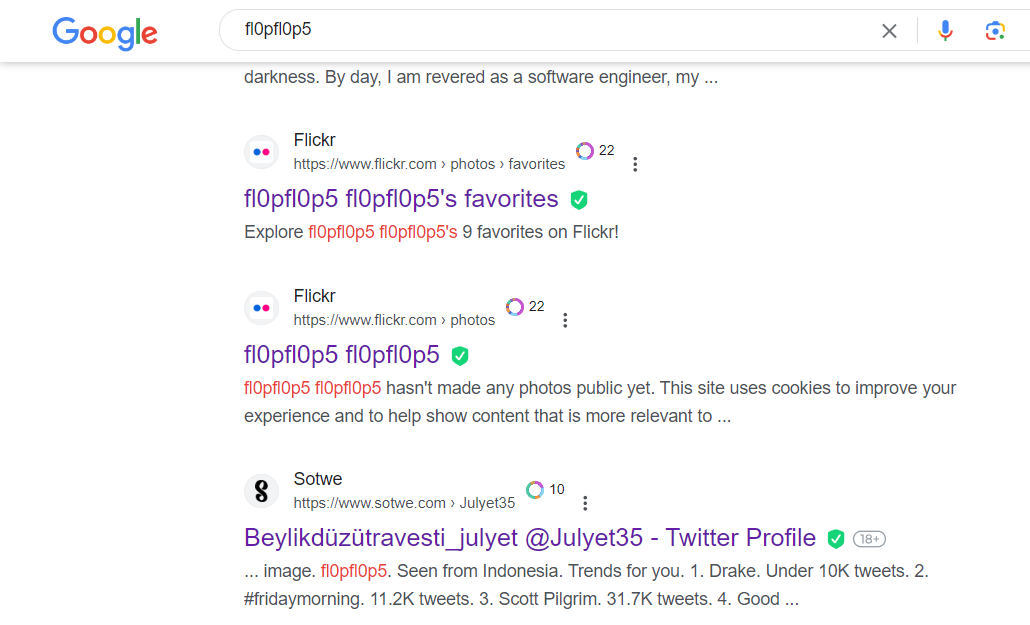 Google
fl0pfl0p5
darkness. By day, I am revered as a software engineer, my ...
Flickr
https://www.flickr.com › photos › favorites
22
fl0pfl0p5 fl0pfl0p5's favorites
Explore fl0pfl0p5 fl0pfl0p5's 9 favorites on Flickr!
Flickr
https://www.flickr.com › photos
22
fl0pfl0p5 fl0pfl0p5
fl0pfl0p5 fl0pfl0p5 hasn't made any photos public yet. This site uses cookies to improve your
experience and to help show content that is more relevant to ...
Sotwe
https://www.sotwe.com › Julyet35
10
Beylikdüzütravesti_julyet @Julyet35 - Twitter Profile 18+
... image. fl0pfl0p5. Seen from Indonesia. Trends for you. 1. Drake. Under 10K tweets. 2.
#fridaymorning. 11.2K tweets. 3. Scott Pilgrim. 31.7K tweets. 4. Good ...